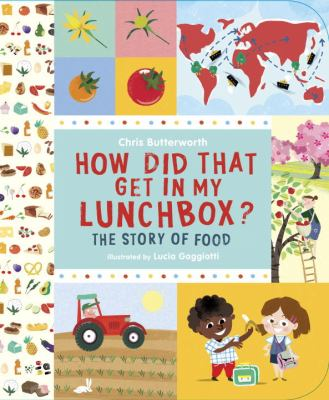 Chris Butterworth
HOW DID THAT
GET IN MY
LUNCHBOX?
THE STORY OF FOOD
illustrated by Lucia Gaggiotti